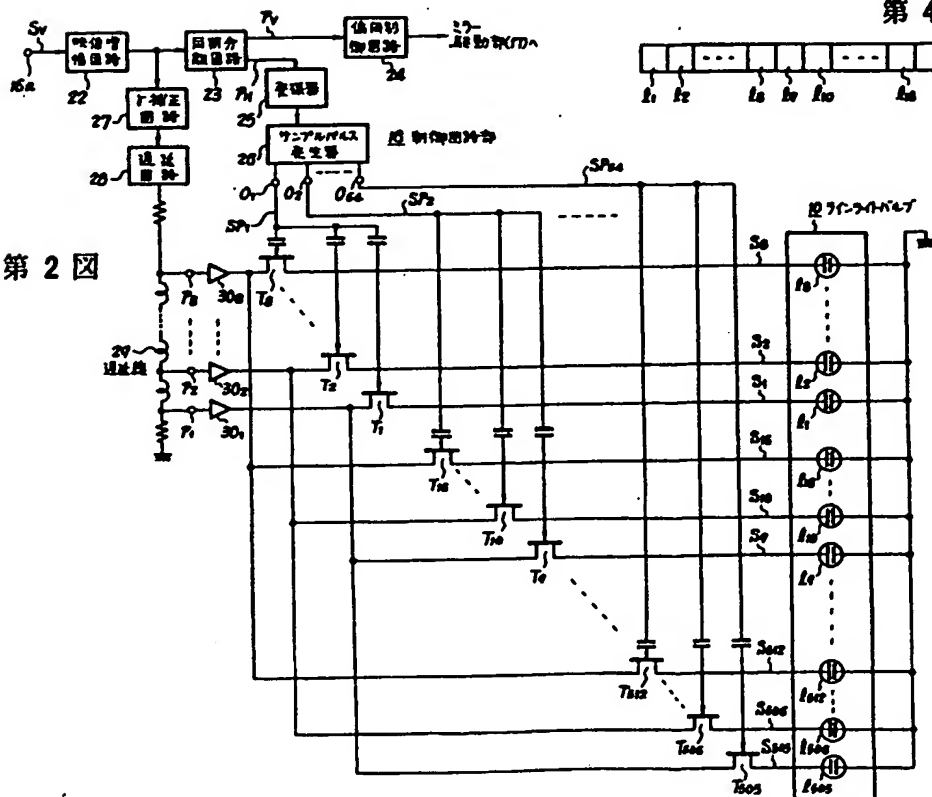 第 4
Sv
映像増
幅回路
22
15a
同期分
離回路
23
Pv
PH
偏向制
御回路
24
ミラー
駆動部(17)へ
l1
l2
l8
l9
l10
l16
γ補正
回路
27
発振器
25
遅延
回路
28
サンプルパルス
発生器
26
制御回路部
O1
O2
O64
SP1
SP2
SP64
第 2 図
10 ラインライトバルブ
P8
308
T8
S8
l8
29
遅延線
P2
302
T2
S2
l2
P1
301
T1
S1
l1
T16
S16
l16
T10
S10
l10
T9
S9
l9
T512
S512
l512
T506
S506
l506
T505
S505
l505